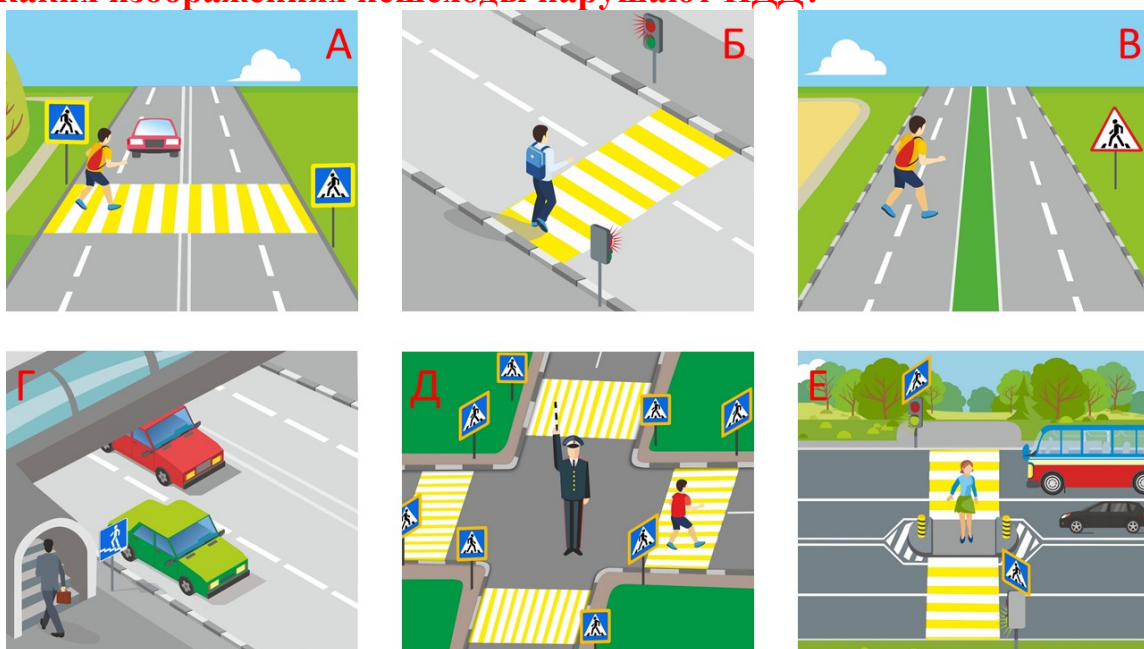 каких изображениях пешеходы нарушают ПДД?
А
Б
В
Г
Д
Е